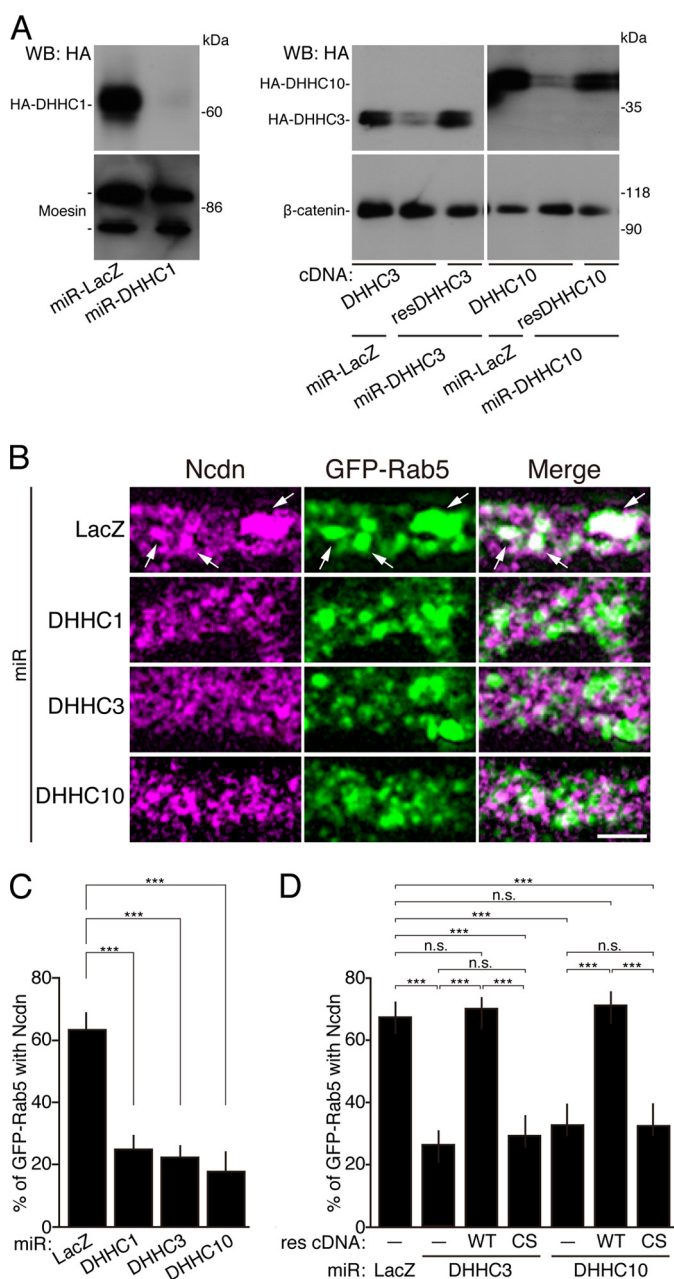 A
WB: HA
kDa
HA-DHHC1-
-60
Moesin
-
-
-86
miR-LacZ
miR-DHHC1
WB: HA
kDa
HA-DHHC10-
HA-DHHC3-
-35
β-catenin-
-118
-90
cDNA:
DHHC3
resDHHC3
DHHC10
resDHHC10
miR-LacZ
miR-DHHC3
miR-LacZ
miR-DHHC10
B
Ncdn GFP-Rab5 Merge
miR
LacZ
DHHC1
DHHC3
DHHC10
C
***
***
***
% of GFP-Rab5 with Ncdn
80
60
40
20
0
miR:
LacZ
DHHC1
DHHC3
DHHC10
D
***
n.s.
***
***
n.s. n.s. n.s.
*** *** *** *** ***
% of GFP-Rab5 with Ncdn
80
60
40
20
0
res cDNA: – – WT CS – WT CS
miR: LacZ DHHC3 DHHC10